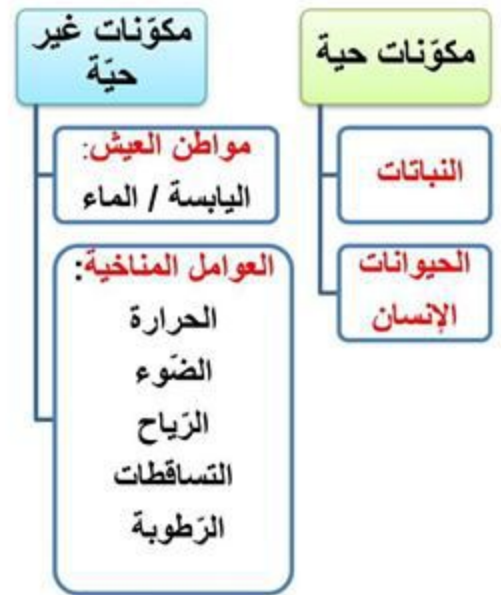 مكوّنات حية
النباتات
الحيوانات
الإنسان
مكوّنات غير
حيّة
مواطن العيش:
اليابسة / الماء
العوامل المناخية:
الحرارة
الضّوء
الرّياح
التساقطات
الرّطوبة